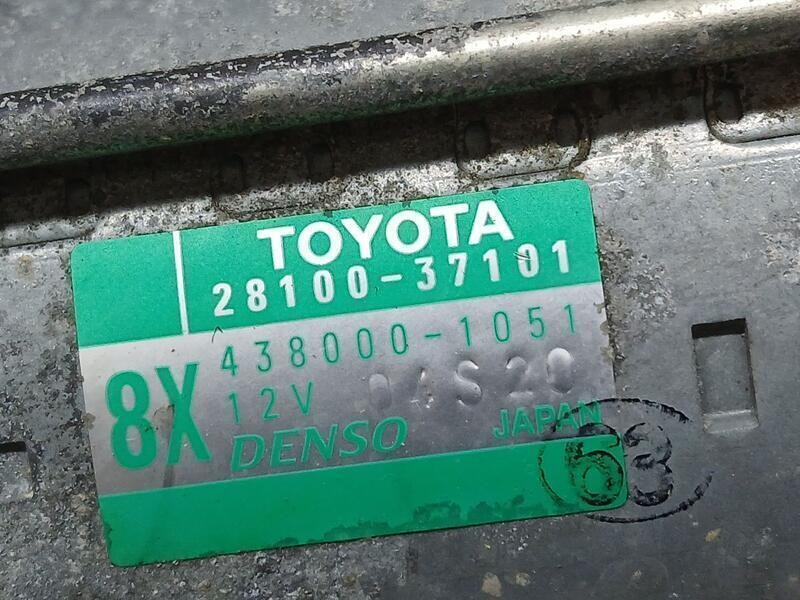 TOYOTA
28100-37101
438000-1051
8X
12V 04S20
DENSO
JAPAN
63